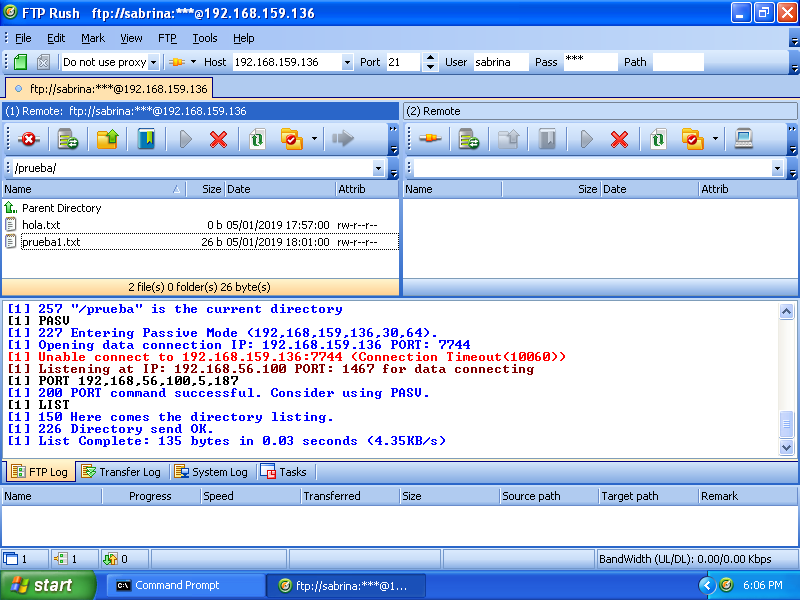 FTP Rush ftp://sabrina:***@192.168.159.136
File Edit Mark View FTP Tools Help
Do not use proxy Host 192.168.159.136 Port 21 User sabrina Pass *** Path
ftp://sabrina:***@192.168.159.136
(1) Remote: ftp://sabrina:***@192.168.159.136 (2) Remote
/prueba/
Name Size Date Attrib Name Size Date Attrib
Parent Directory
hola.txt 0 b 05/01/2019 17:57:00 rw-r--r--
prueba1.txt 26 b 05/01/2019 18:01:00 rw-r--r--
2 file(s) 0 folder(s) 26 byte(s)
[1] 257 "/prueba" is the current directory
[1] PASV
[1] 227 Entering Passive Mode (192,168,159,136,30,64).
[1] Opening data connection IP: 192.168.159.136 PORT: 7744
[1] Unable connect to 192.168.159.136:7744 (Connection Timeout(10060))
[1] Listening at IP: 192.168.56.100 PORT: 1467 for data connecting
[1] PORT 192,168,56,100,5,187
[1] 200 PORT command successful. Consider using PASV.
[1] LIST
[1] 150 Here comes the directory listing.
[1] 226 Directory send OK.
[1] List Complete: 135 bytes in 0.03 seconds (4.35KB/s)
FTP Log Transfer Log System Log Tasks
Name Progress Speed Transferred Size Source path Target path Remark
1 1 0 BandWidth (UL/DL): 0.00/0.00 Kbps
start Command Prompt ftp://sabrina:***@1... 6:06 PM